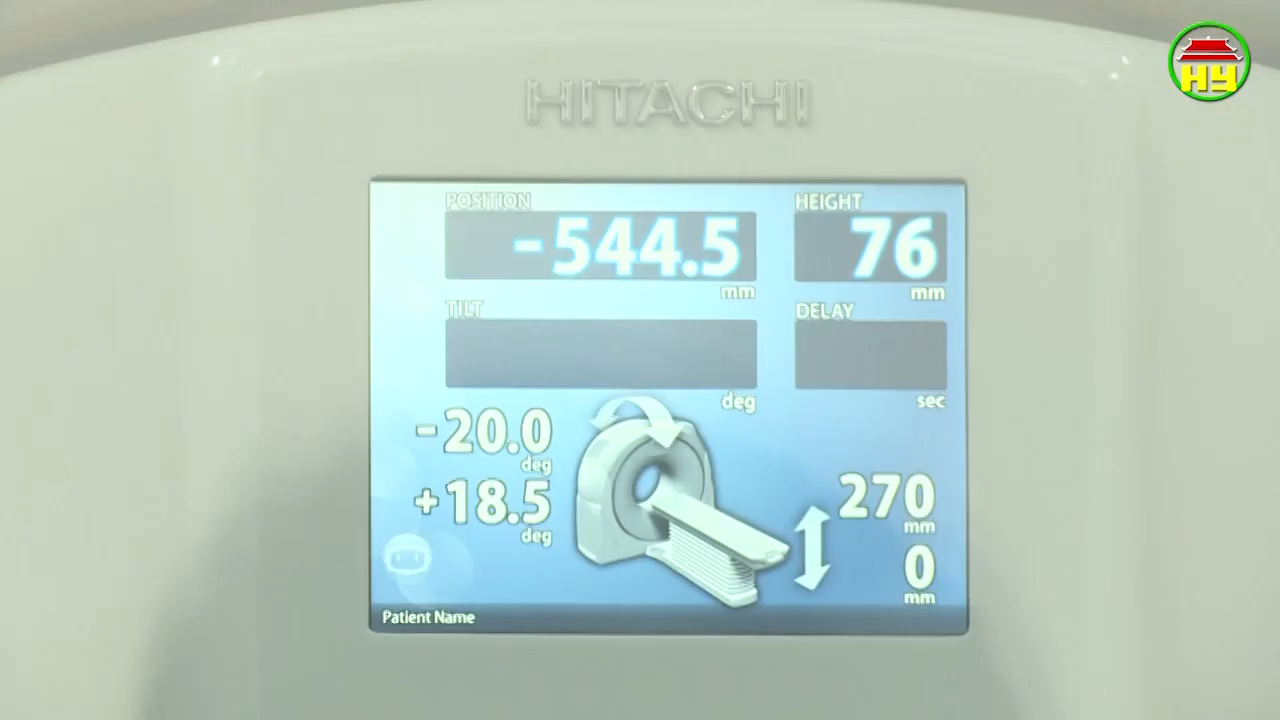 HY
HITACHI
POSITION HEIGHT
-544.5 76
mm mm
TILT DELAY
deg sec
-20.0
deg
+18.5
deg
270
mm
0
mm
Patient Name